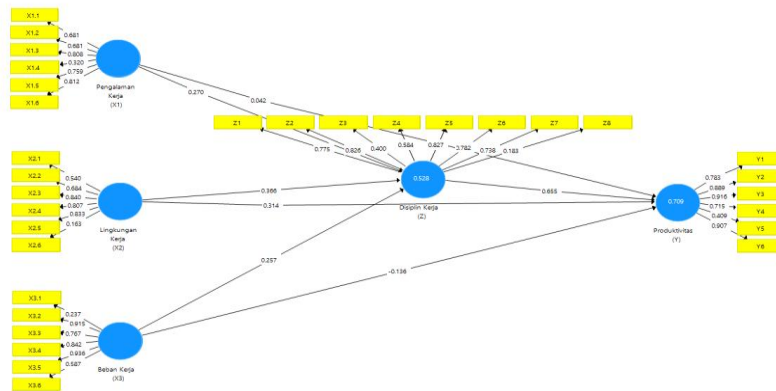 X1.1
X1.2
X1.3
X1.4
X1.5
X1.6
0.681
0.681
0.808
0.320
0.759
0.812
Pengalaman
Kerja
(X1)
0.270
0.042
Z1
Z2
Z3
Z4
Z5
Z6
Z7
Z8
0.775
0.826
0.400
0.584
0.827
0.782
0.738
0.183
0.528
Disiplin Kerja
(Z)
X2.1
X2.2
X2.3
X2.4
X2.5
X2.6
0.540
0.684
0.840
0.807
0.833
0.163
Lingkungan
Kerja
(X2)
0.366
0.314
0.655
Y1
Y2
Y3
Y4
Y5
Y6
0.783
0.889
0.916
0.715
0.409
0.907
0.709
Produktivitas
(Y)
0.257
-0.136
X3.1
X3.2
X3.3
X3.4
X3.5
X3.6
0.237
0.915
0.767
0.842
0.936
0.587
Beban Kerja
(X3)